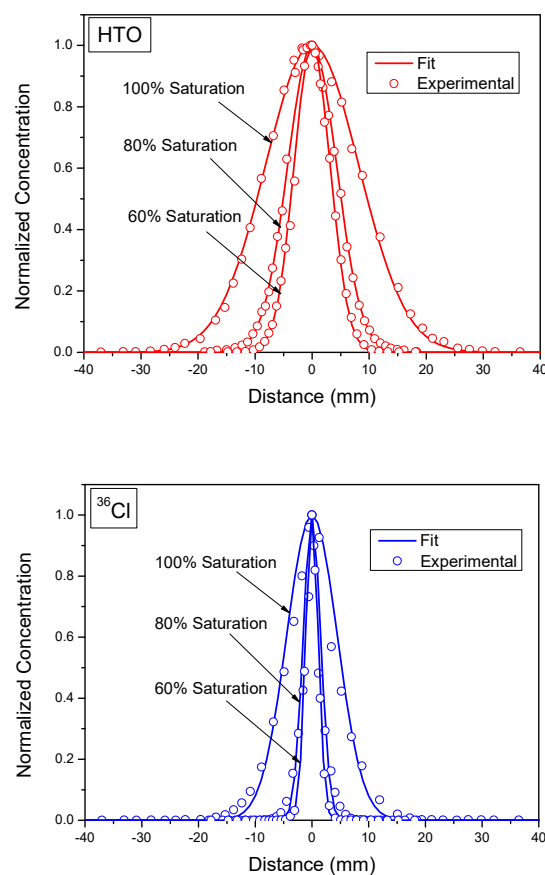 HTO
Fit
Experimental
100% Saturation
80% Saturation
60% Saturation
Normalized Concentration
1.0
0.8
0.6
0.4
0.2
0.0
-40 -30 -20 -10 0 10 20 30 40
Distance (mm)
³⁶Cl
Fit
Experimental
100% Saturation
80% Saturation
60% Saturation
Normalized Concentration
1.0
0.8
0.6
0.4
0.2
0.0
-40 -30 -20 -10 0 10 20 30 40
Distance (mm)